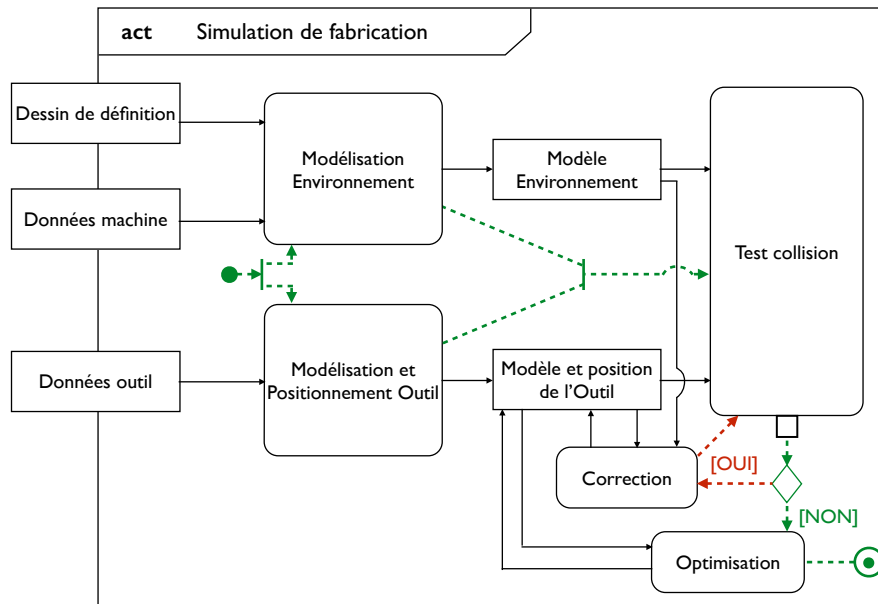 act Simulation de fabrication
Dessin de définition
Modélisation
Environnement
Modèle
Environnement
Données machine
Test collision
Données outil
Modélisation et
Positionnement Outil
Modèle et position
de l'Outil
Correction
[OUI]
[NON]
Optimisation